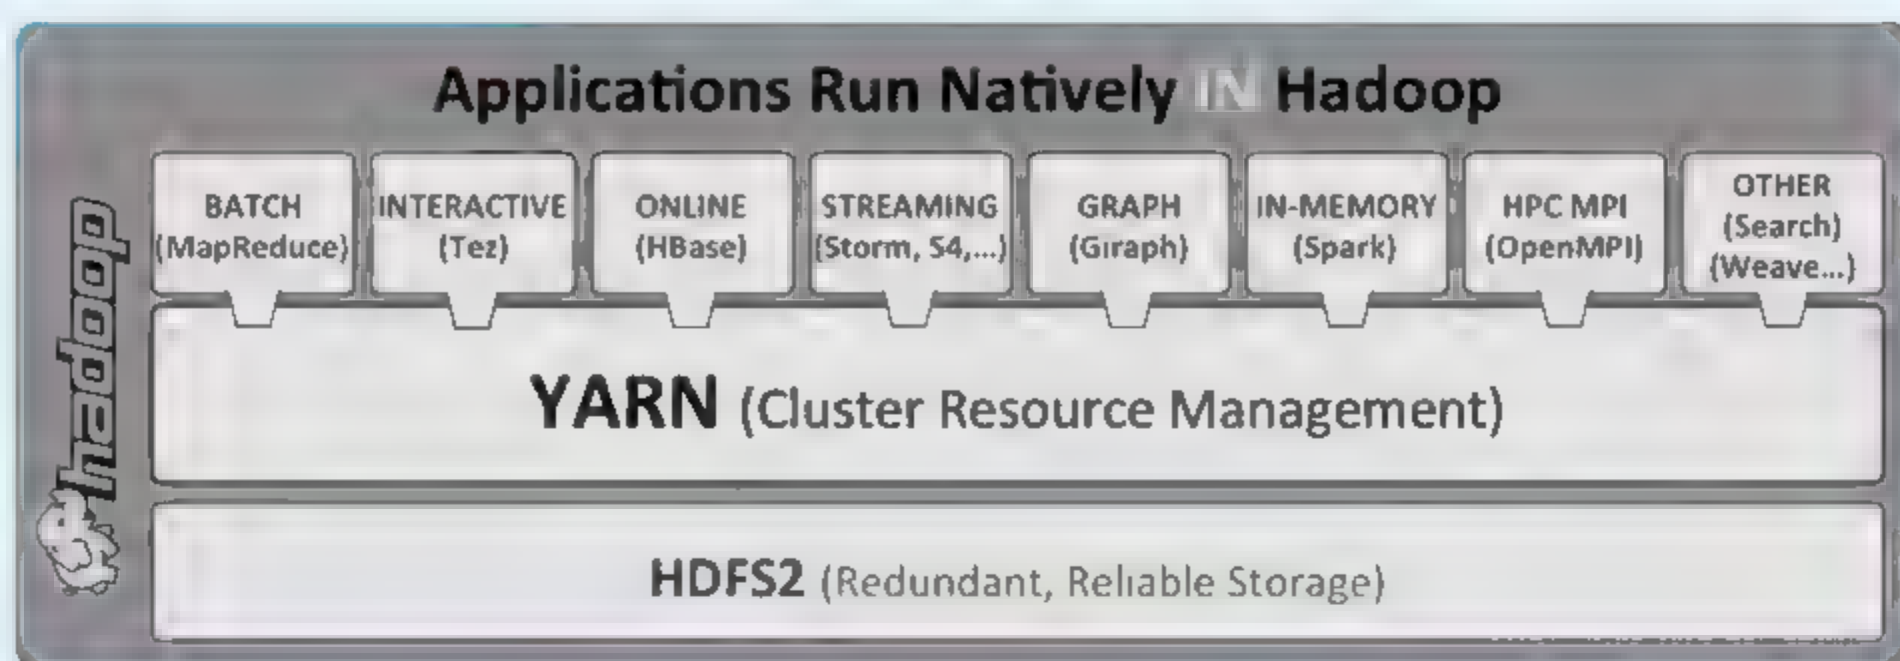 Applications Run Natively IN Hadoop
BATCH
(MapReduce)
INTERACTIVE
(Tez)
ONLINE
(HBase)
STREAMING
(Storm, S4,...)
GRAPH
(Giraph)
IN-MEMORY
(Spark)
HPC MPI
(OpenMPI)
OTHER
(Search)
(Weave...)
hadoop
YARN (Cluster Resource Management)
HDFS2 (Redundant, Reliable Storage)